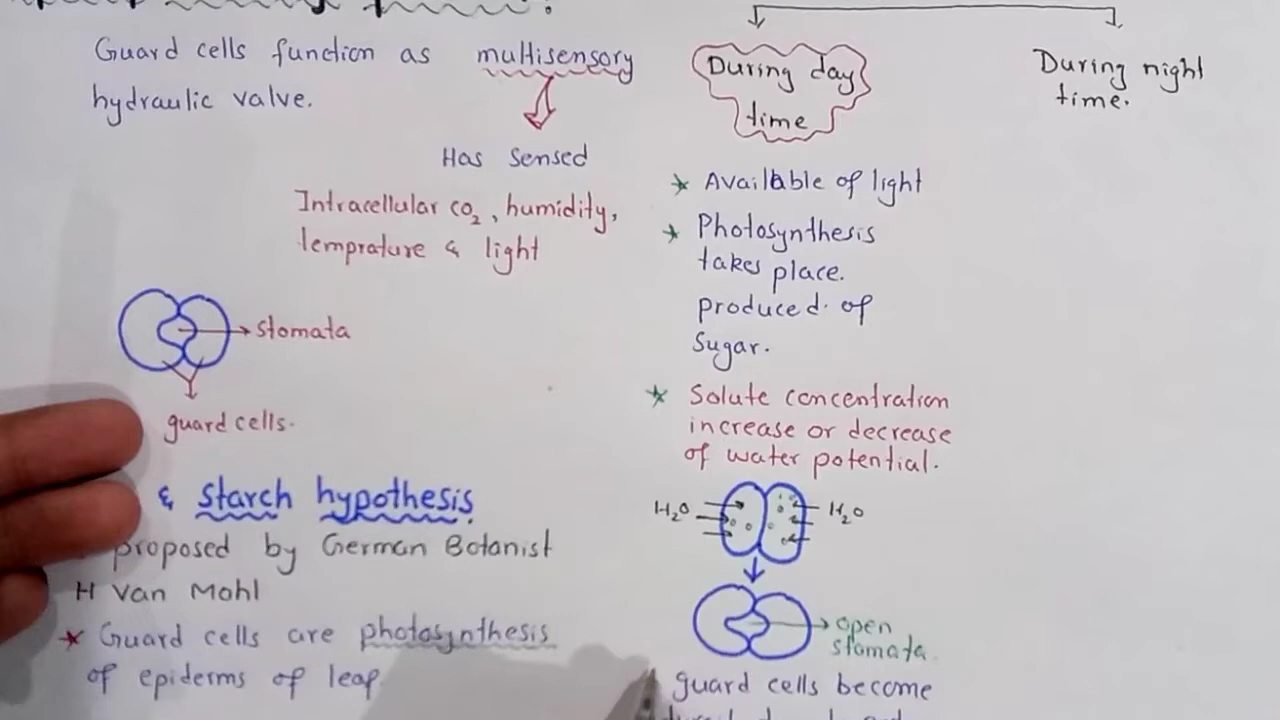 Guard cells function as multisensory
hydraulic valve.
Has sensed
Intracellular CO2, humidity,
temprature & light
stomata
guard cells.
& starch hypothesis
proposed by German Botanist
H Van Mohl
* Guard cells are photosynthesis
of epiderms of leaf
During day
time
During night
time.
* Available of light
* Photosynthesis
takes place.
produced. of
sugar.
* Solute concentration
increase or decrease
of water potential.
H2O
H2O
open
stomata
guard cells become